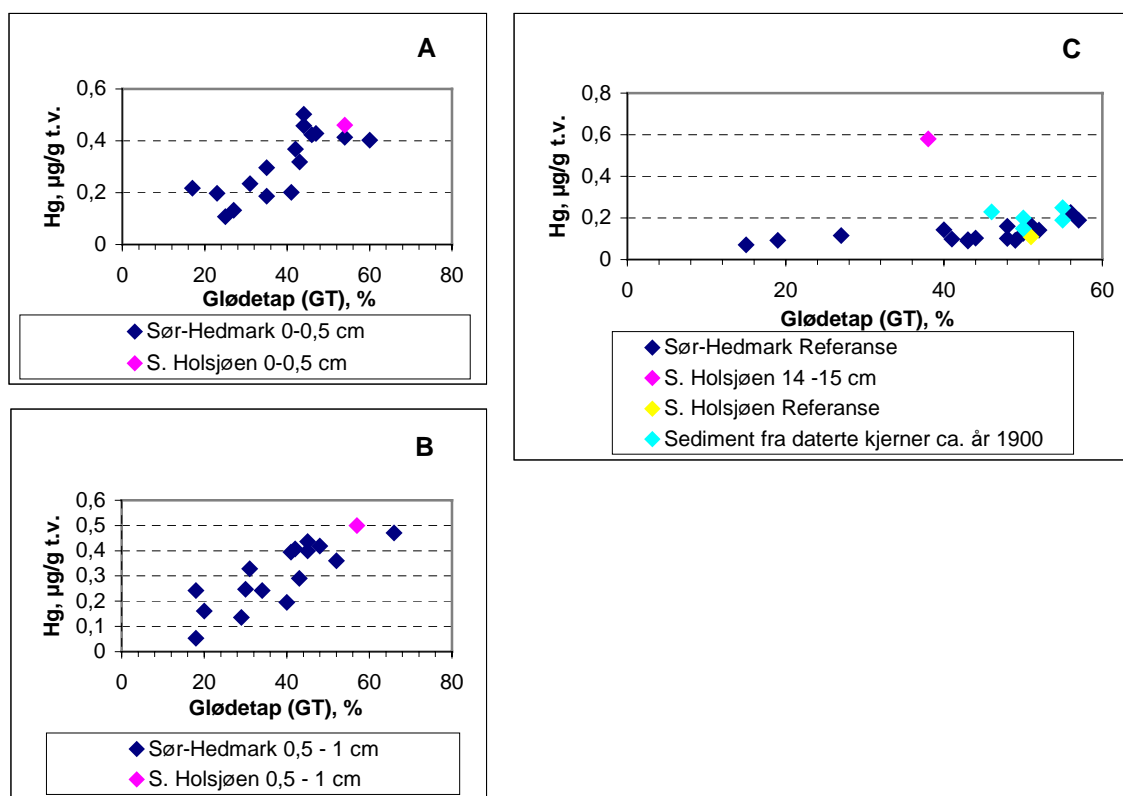 A
Hg, µg/g t.v.
0,6
0,4
0,2
0
0 20 40 60 80
Glødetap (GT), %
Sør-Hedmark 0-0,5 cm
S. Holsjøen 0-0,5 cm
B
Hg, µg/g t.v.
0,6
0,5
0,4
0,3
0,2
0,1
0
0 20 40 60 80
Glødetap (GT), %
Sør-Hedmark 0,5 - 1 cm
S. Holsjøen 0,5 - 1 cm
C
Hg, µg/g t.v.
0,8
0,6
0,4
0,2
0
0 20 40 60
Glødetap (GT), %
Sør-Hedmark Referanse
S. Holsjøen 14 -15 cm
S. Holsjøen Referanse
Sediment fra daterte kjerner ca. år 1900